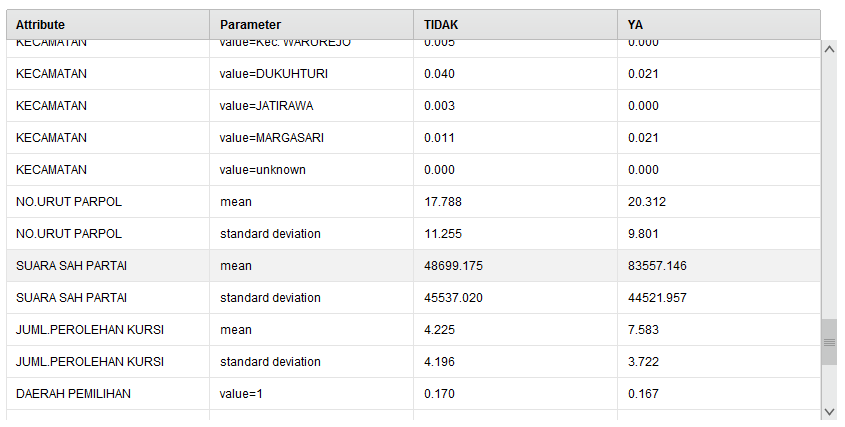 Attribute Parameter TIDAK YA
KECAMATAN value=Kec. WARUREJO 0.005 0.000
KECAMATAN value=DUKUHTURI 0.040 0.021
KECAMATAN value=JATIRAWA 0.003 0.000
KECAMATAN value=MARGASARI 0.011 0.021
KECAMATAN value=unknown 0.000 0.000
NO.URUT PARPOL mean 17.788 20.312
NO.URUT PARPOL standard deviation 11.255 9.801
SUARA SAH PARTAI mean 48699.175 83557.146
SUARA SAH PARTAI standard deviation 45537.020 44521.957
JUML.PEROLEHAN KURSI mean 4.225 7.583
JUML.PEROLEHAN KURSI standard deviation 4.196 3.722
DAERAH PEMILIHAN value=1 0.170 0.167